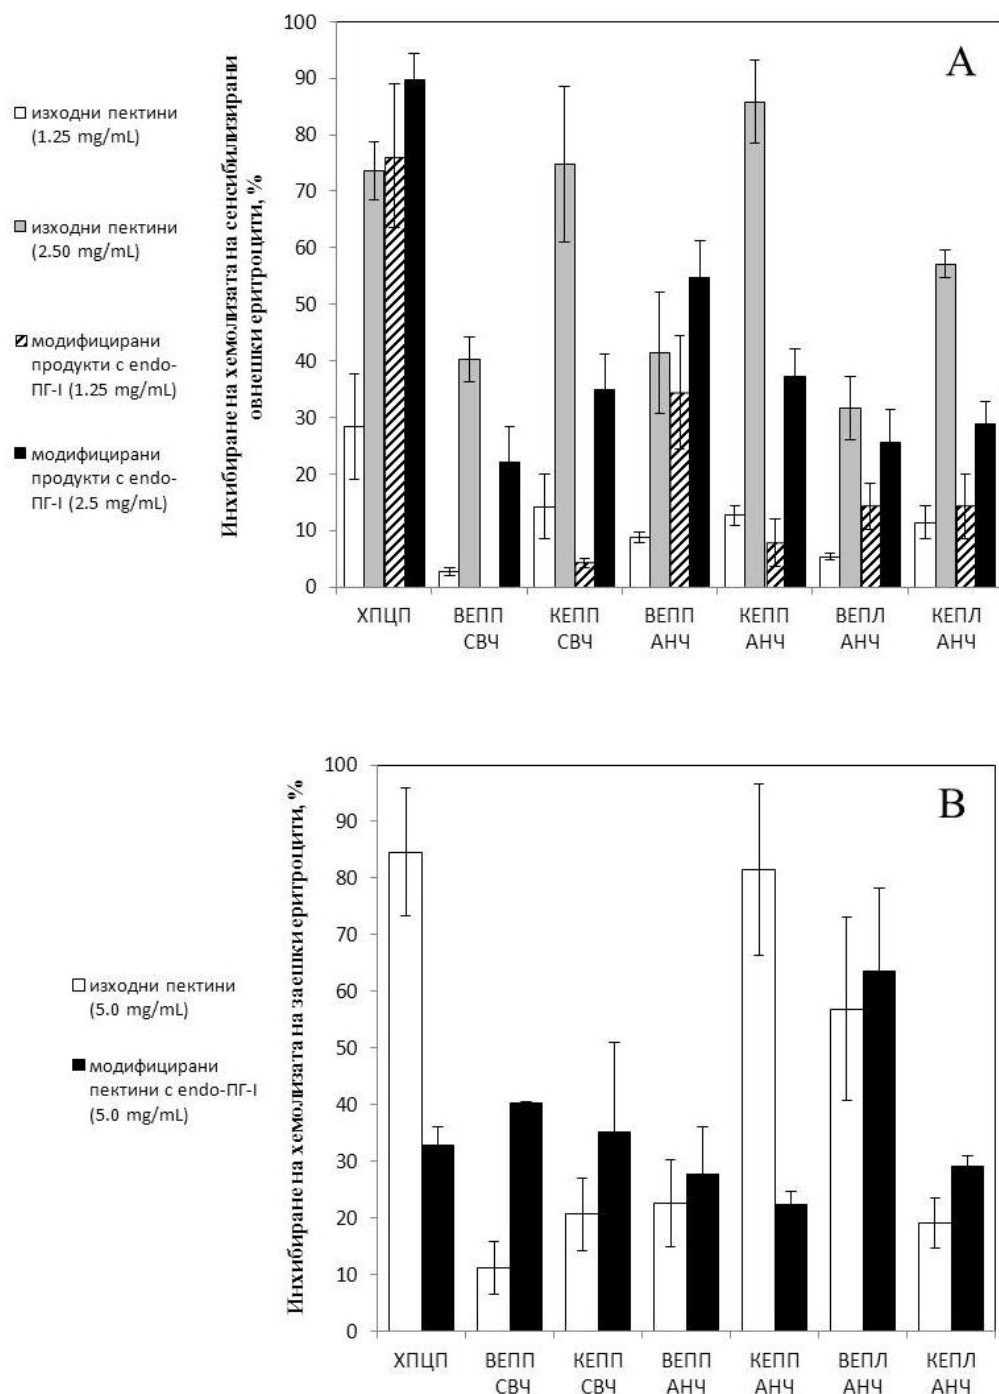 A
изходни пектини
(1.25 mg/mL)
изходни пектини
(2.50 mg/mL)
модифицирани
продукти с endo-
ПГ-I (1.25 mg/mL)
модифицирани
продукти с endo-
ПГ-I (2.5 mg/mL)
Инхибиране на хемолизата на сенсибилизирани
овнешки еритроцити, %
100
90
80
70
60
50
40
30
20
10
0
ХПЦП
ВЕПП
СВЧ
КЕПП
СВЧ
ВЕПП
АНЧ
КЕПП
АНЧ
ВЕПЛ
АНЧ
КЕПЛ
АНЧ
B
изходни пектини
(5.0 mg/mL)
модифицирани
пектини с endo-ПГ-I
(5.0 mg/mL)
Инхибиране на хемолизата на заешки еритроцити, %
100
90
80
70
60
50
40
30
20
10
0
ХПЦП
ВЕПП
СВЧ
КЕПП
СВЧ
ВЕПП
АНЧ
КЕПП
АНЧ
ВЕПЛ
АНЧ
КЕПЛ
АНЧ